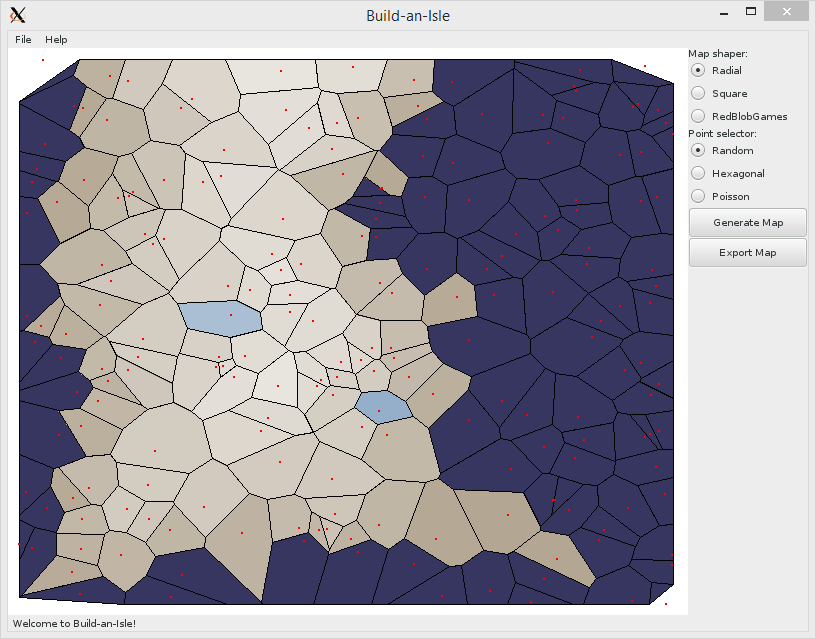 Build-an-Isle
File Help
Map shaper:
Radial
Square
RedBlobGames
Point selector:
Random
Hexagonal
Poisson
Generate Map
Export Map
Welcome to Build-an-Isle!